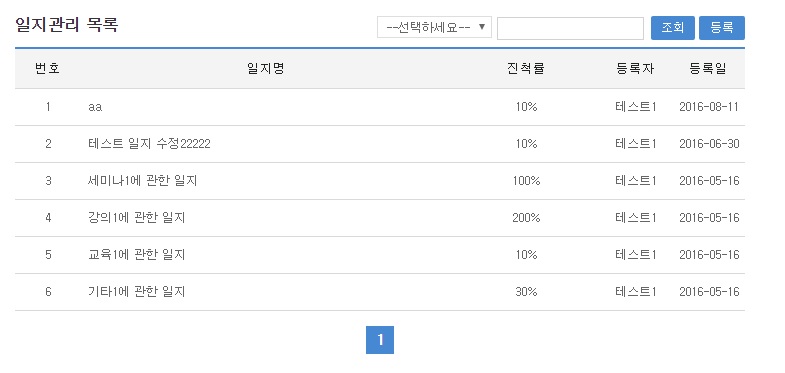 일지관리 목록 --선택하세요-- ▼ 조회 등록
번호 일지명 진척률 등록자 등록일
1 aa 10% 테스트1 2016-08-11
2 테스트 일지 수정22222 10% 테스트1 2016-06-30
3 세미나1에 관한 일지 100% 테스트1 2016-05-16
4 강의1에 관한 일지 200% 테스트1 2016-05-16
5 교육1에 관한 일지 10% 테스트1 2016-05-16
6 기타1에 관한 일지 30% 테스트1 2016-05-16
1